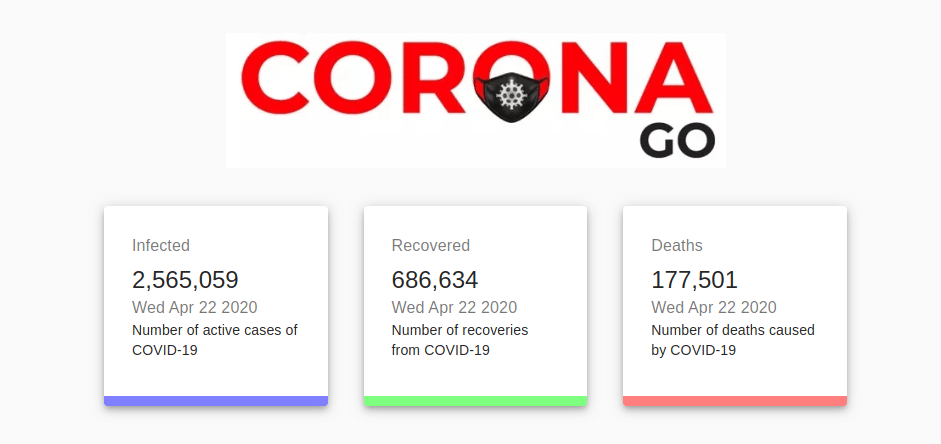 CORONA
GO
Infected
2,565,059
Wed Apr 22 2020
Number of active cases of
COVID-19
Recovered
686,634
Wed Apr 22 2020
Number of recoveries
from COVID-19
Deaths
177,501
Wed Apr 22 2020
Number of deaths caused
by COVID-19